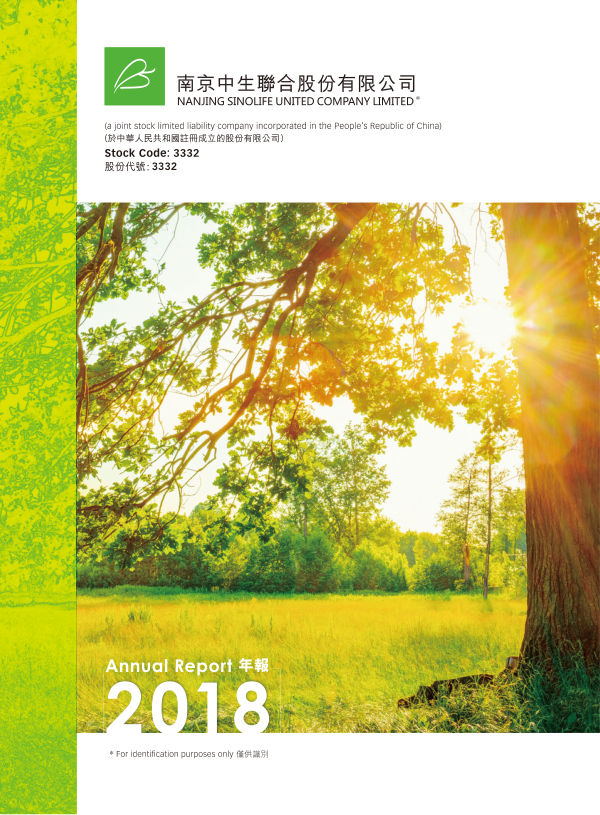 南京中生聯合股份有限公司
NANJING SINOLIFE UNITED COMPANY LIMITED*
(a joint stock limited liability company incorporated in the People's Republic of China)
(於中華人民共和國註冊成立的股份有限公司)
Stock Code: 3332
股份代號: 3332
Annual Report 年報
2018
* For identification purposes only 僅供識別